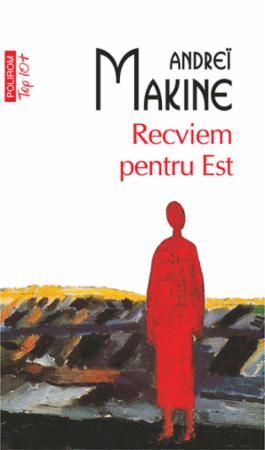 ANDREÏ
MAKINE
Recviem
pentru Est
POLIROM
Top 10+